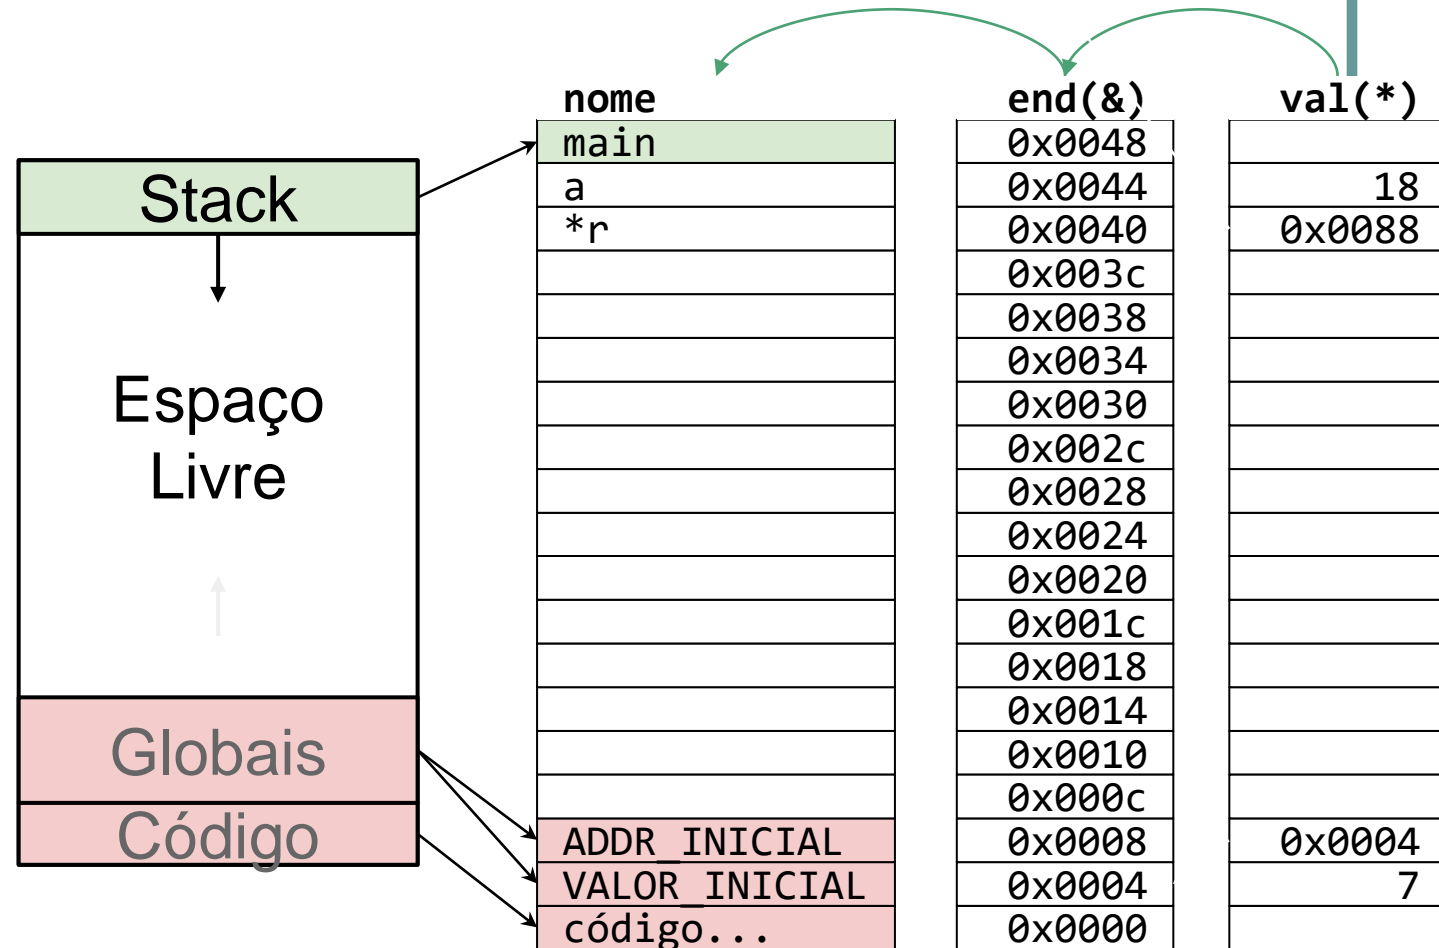 nome end(&) val(*)
main 0x0048
Stack
a 0x0044 18
*r 0x0040 0x0088
0x003c
0x0038
0x0034
Espaço
0x0030
0x002c
Livre
0x0028
0x0024
0x0020
0x001c
0x0018
0x0014
Globais
0x0010
0x000c
Código
ADDR_INICIAL 0x0008 0x0004
VALOR_INICIAL 0x0004 7
código... 0x0000